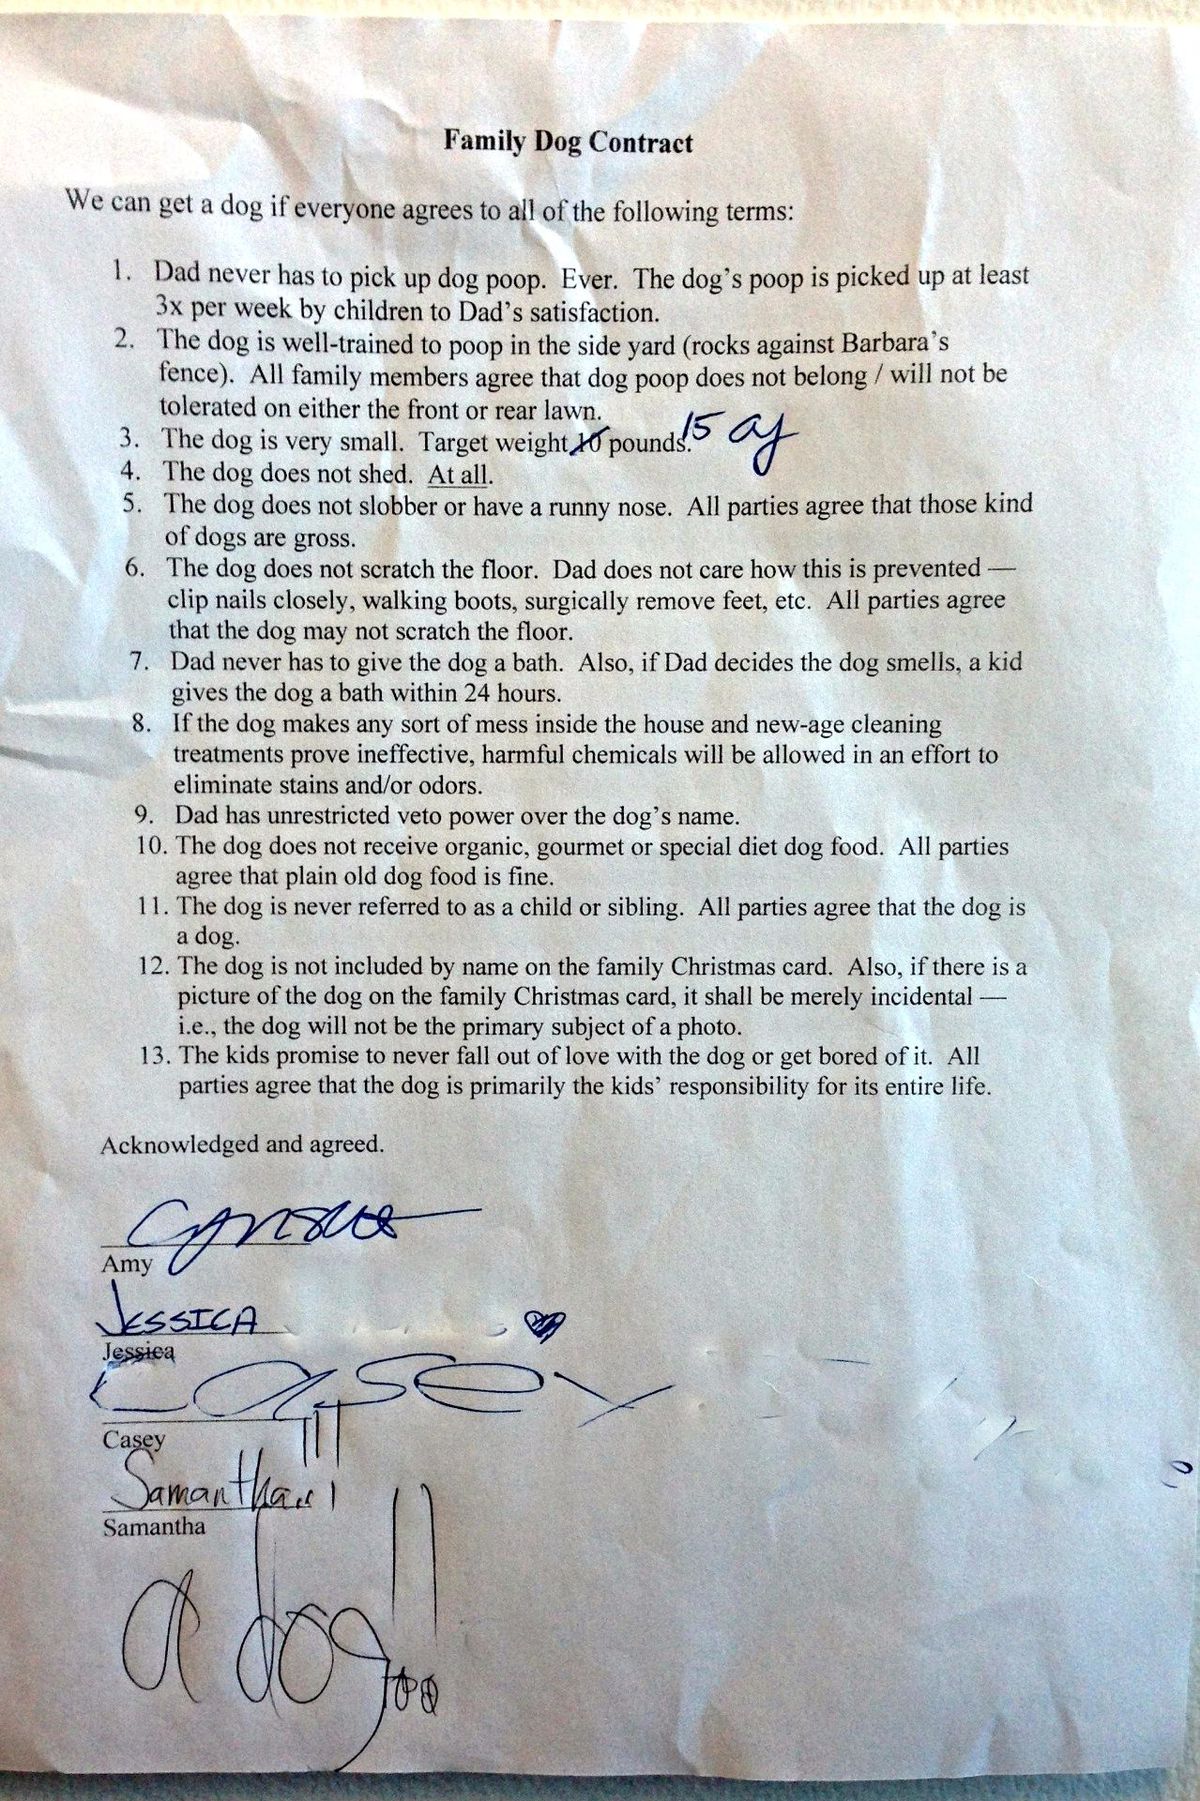 Family Dog Contract
We can get a dog if everyone agrees to all of the following terms:
1. Dad never has to pick up dog poop. Ever. The dog's poop is picked up at least
3x per week by children to Dad's satisfaction.
2. The dog is well-trained to poop in the side yard (rocks against Barbara's
fence). All family members agree that dog poop does not belong / will not be
tolerated on either the front or rear lawn.
3. The dog is very small. Target weight 10 pounds. 15
4. The dog does not shed. At all.
5. The dog does not slobber or have a runny nose. All parties agree that those kind
of dogs are gross.
6. The dog does not scratch the floor. Dad does not care how this is prevented —
clip nails closely, walking boots, surgically remove feet, etc. All parties agree
that the dog may not scratch the floor.
7. Dad never has to give the dog a bath. Also, if Dad decides the dog smells, a kid
gives the dog a bath within 24 hours.
8. If the dog makes any sort of mess inside the house and new-age cleaning
treatments prove ineffective, harmful chemicals will be allowed in an effort to
eliminate stains and/or odors.
9. Dad has unrestricted veto power over the dog's name.
10. The dog does not receive organic, gourmet or special diet dog food. All parties
agree that plain old dog food is fine.
11. The dog is never referred to as a child or sibling. All parties agree that the dog is
a dog.
12. The dog is not included by name on the family Christmas card. Also, if there is a
picture of the dog on the family Christmas card, it shall be merely incidental —
i.e., the dog will not be the primary subject of a photo.
13. The kids promise to never fall out of love with the dog or get bored of it. All
parties agree that the dog is primarily the kids' responsibility for its entire life.
Acknowledged and agreed.
Amy
JESSICA
Jessica
Casey
Casey
Samantha
Samantha
a dog!!